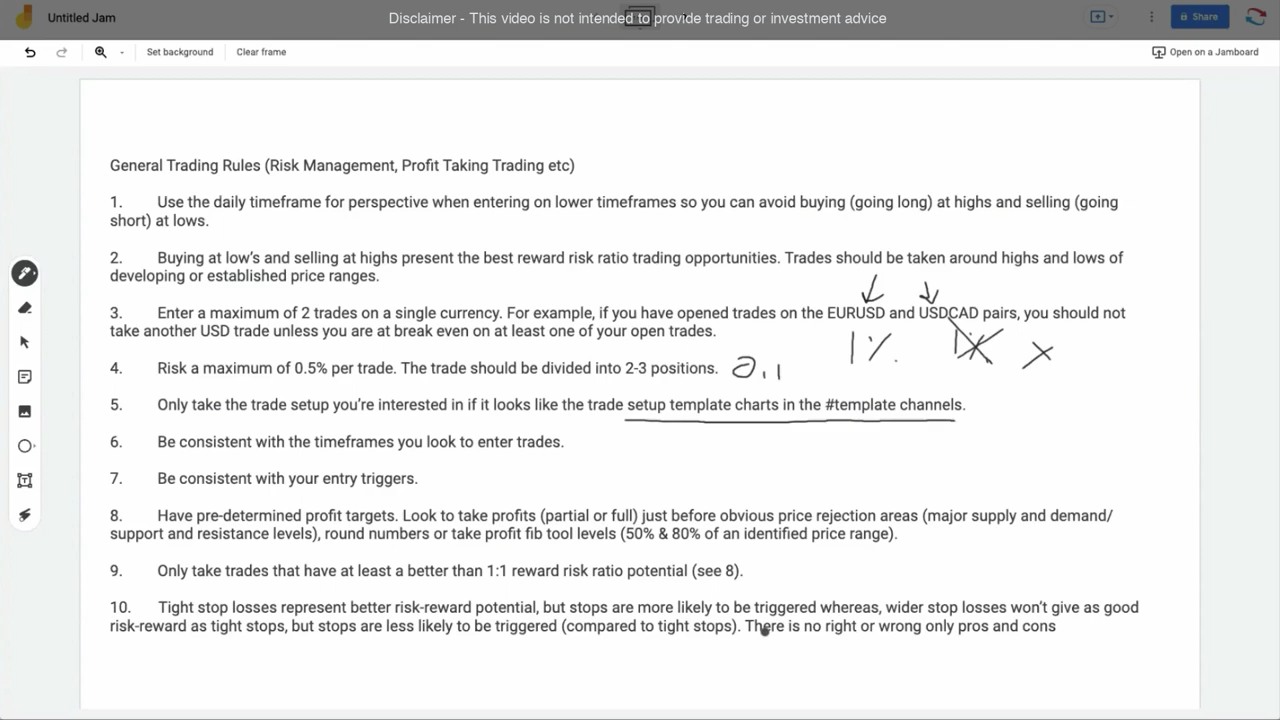 Untitled Jam
Disclaimer - This video is not intended to provide trading or investment advice
Share
Set background
Clear frame
Open on a Jamboard
General Trading Rules (Risk Management, Profit Taking Trading etc)
1. Use the daily timeframe for perspective when entering on lower timeframes so you can avoid buying (going long) at highs and selling (going
short) at lows.
2. Buying at low's and selling at highs present the best reward risk ratio trading opportunities. Trades should be taken around highs and lows of
developing or established price ranges.
3. Enter a maximum of 2 trades on a single currency. For example, if you have opened trades on the EURUSD and USDCAD pairs, you should not
take another USD trade unless you are at break even on at least one of your open trades.
1%.
4. Risk a maximum of 0.5% per trade. The trade should be divided into 2-3 positions.
0.1
5. Only take the trade setup you're interested in if it looks like the trade setup template charts in the #template channels.
6. Be consistent with the timeframes you look to enter trades.
7. Be consistent with your entry triggers.
8. Have pre-determined profit targets. Look to take profits (partial or full) just before obvious price rejection areas (major supply and demand/
support and resistance levels), round numbers or take profit fib tool levels (50% & 80% of an identified price range).
9. Only take trades that have at least a better than 1:1 reward risk ratio potential (see 8).
10. Tight stop losses represent better risk-reward potential, but stops are more likely to be triggered whereas, wider stop losses won't give as good
risk-reward as tight stops, but stops are less likely to be triggered (compared to tight stops). There is no right or wrong only pros and cons